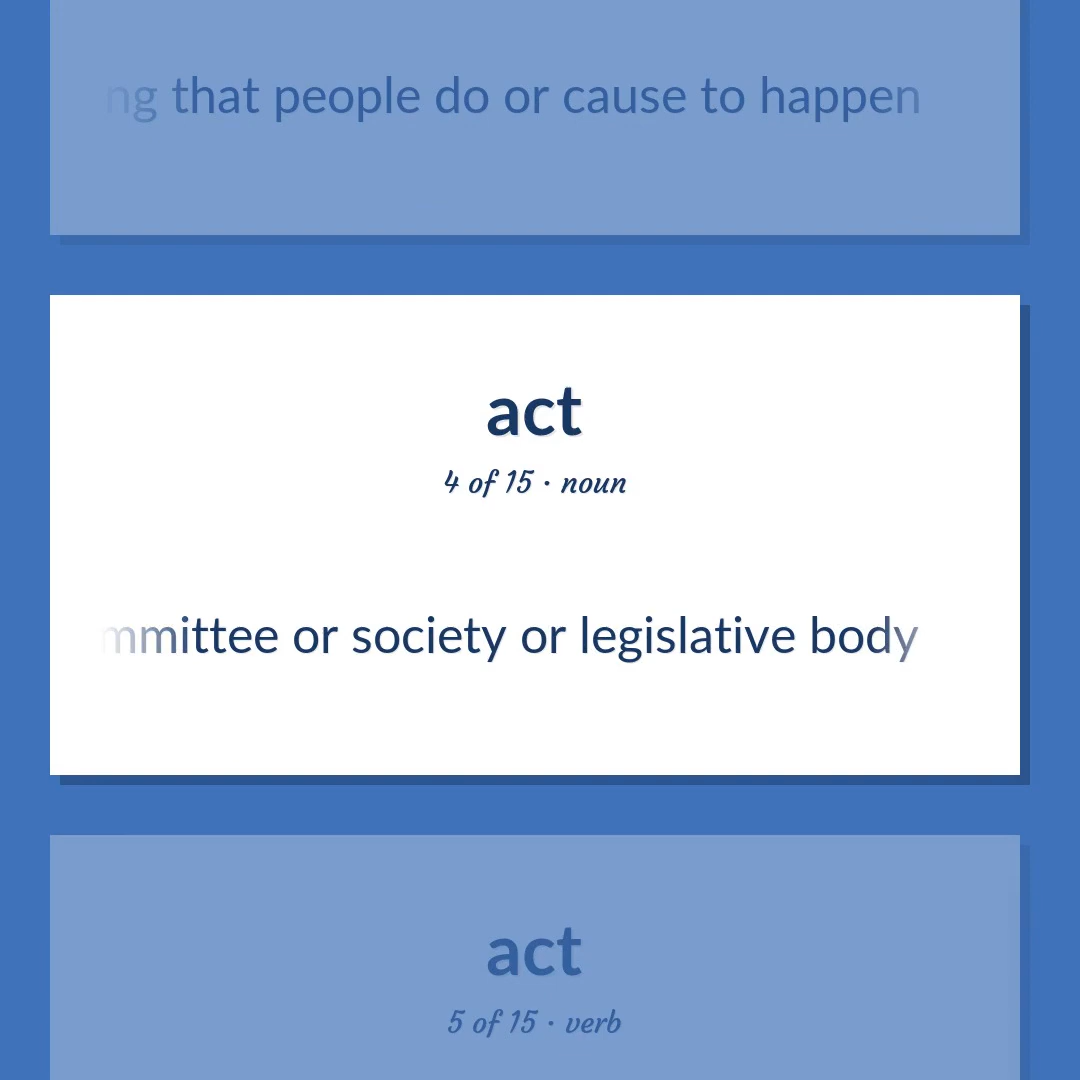 ng that people do or cause to happen
act
4 of 15 · noun
mmittee or society or legislative body
act
5 of 15 · verb